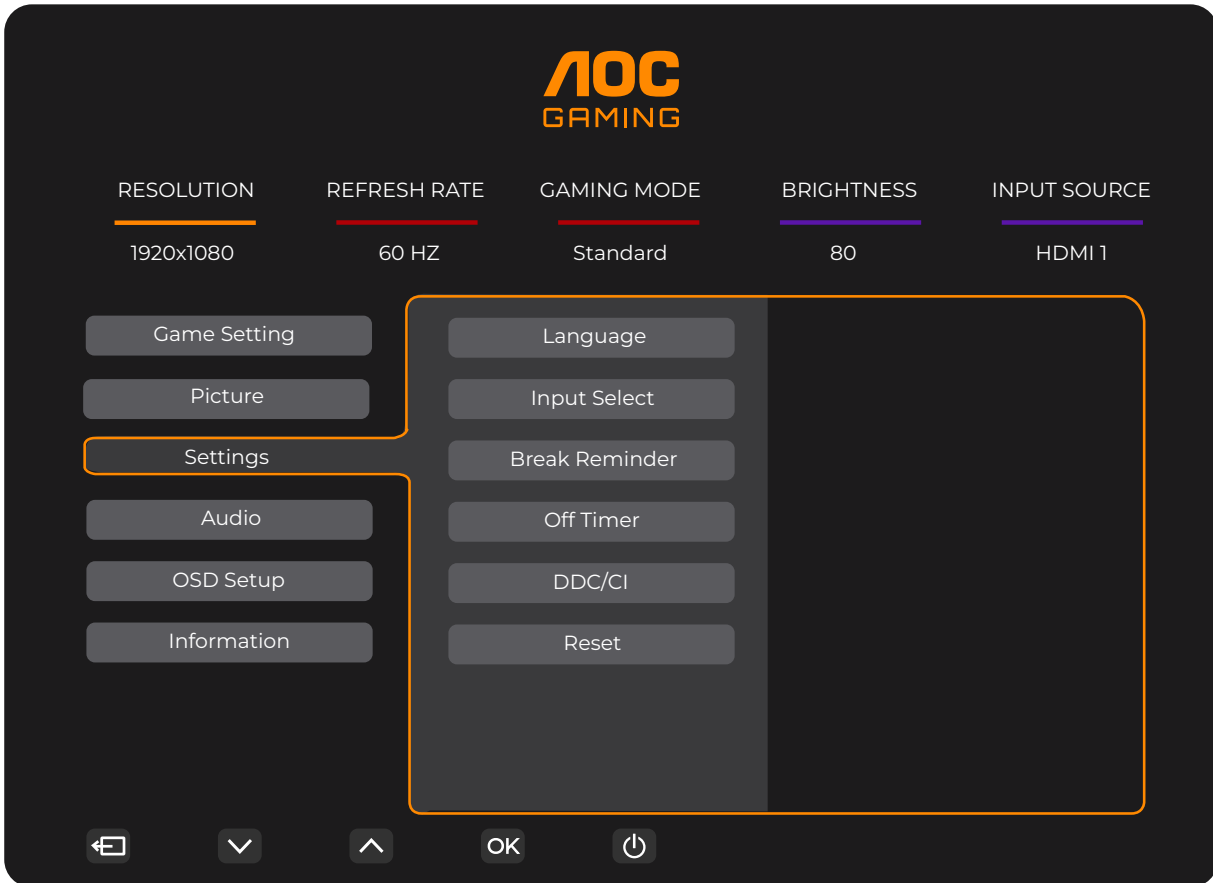 AOC
GAMING
RESOLUTION REFRESH RATE GAMING MODE BRIGHTNESS INPUT SOURCE
1920x1080 60 HZ Standard 80 HDMI 1
Game Setting
Picture
Settings
Audio
OSD Setup
Information
Language
Input Select
Break Reminder
Off Timer
DDC/CI
Reset
OK